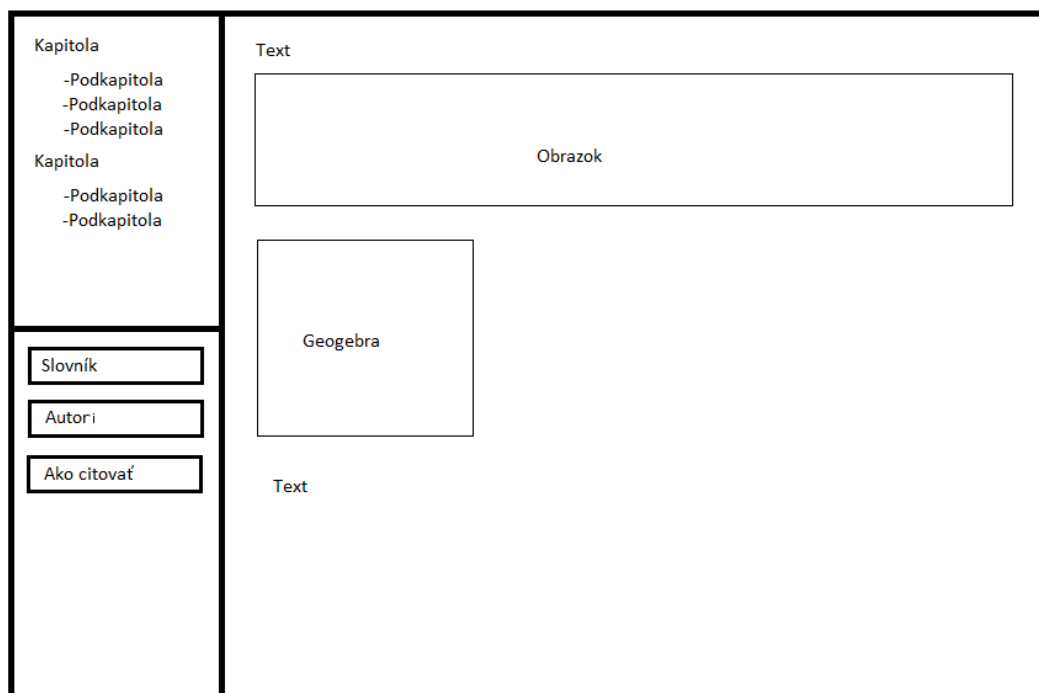 Kapitola
-Podkapitola
-Podkapitola
-Podkapitola
Kapitola
-Podkapitola
-Podkapitola
Slovník
Autori
Ako citovať
Text
Obrazok
Geogebra
Text